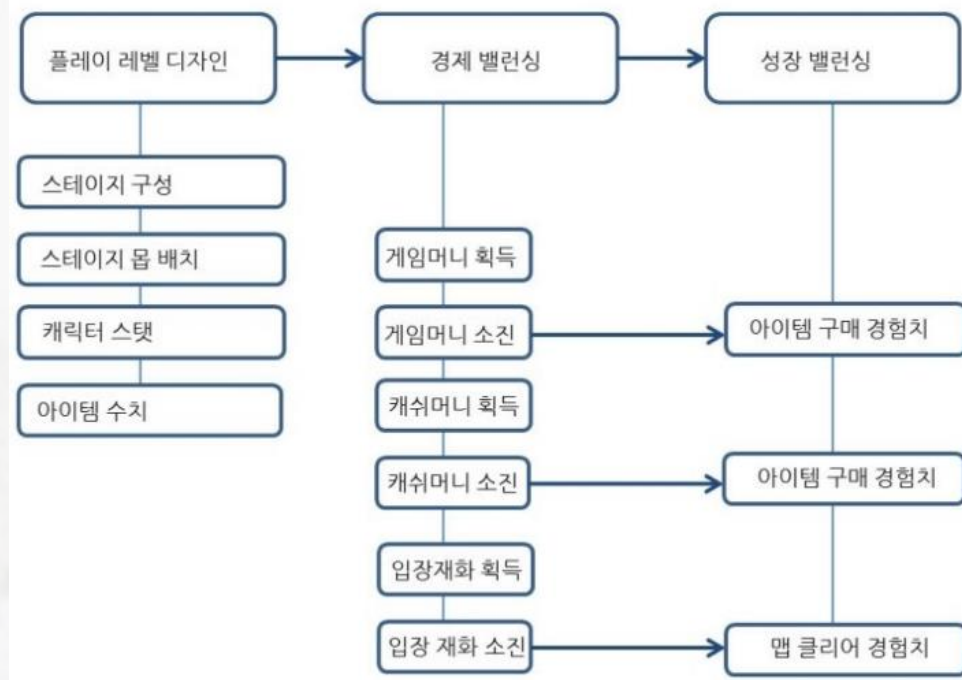 플레이 레벨 디자인
경제 밸런싱
성장 밸런싱
스테이지 구성
스테이지 몹 배치
캐릭터 스탯
아이템 수치
게임머니 획득
게임머니 소진
캐쉬머니 획득
캐쉬머니 소진
입장재화 획득
입장 재화 소진
아이템 구매 경험치
아이템 구매 경험치
맵 클리어 경험치